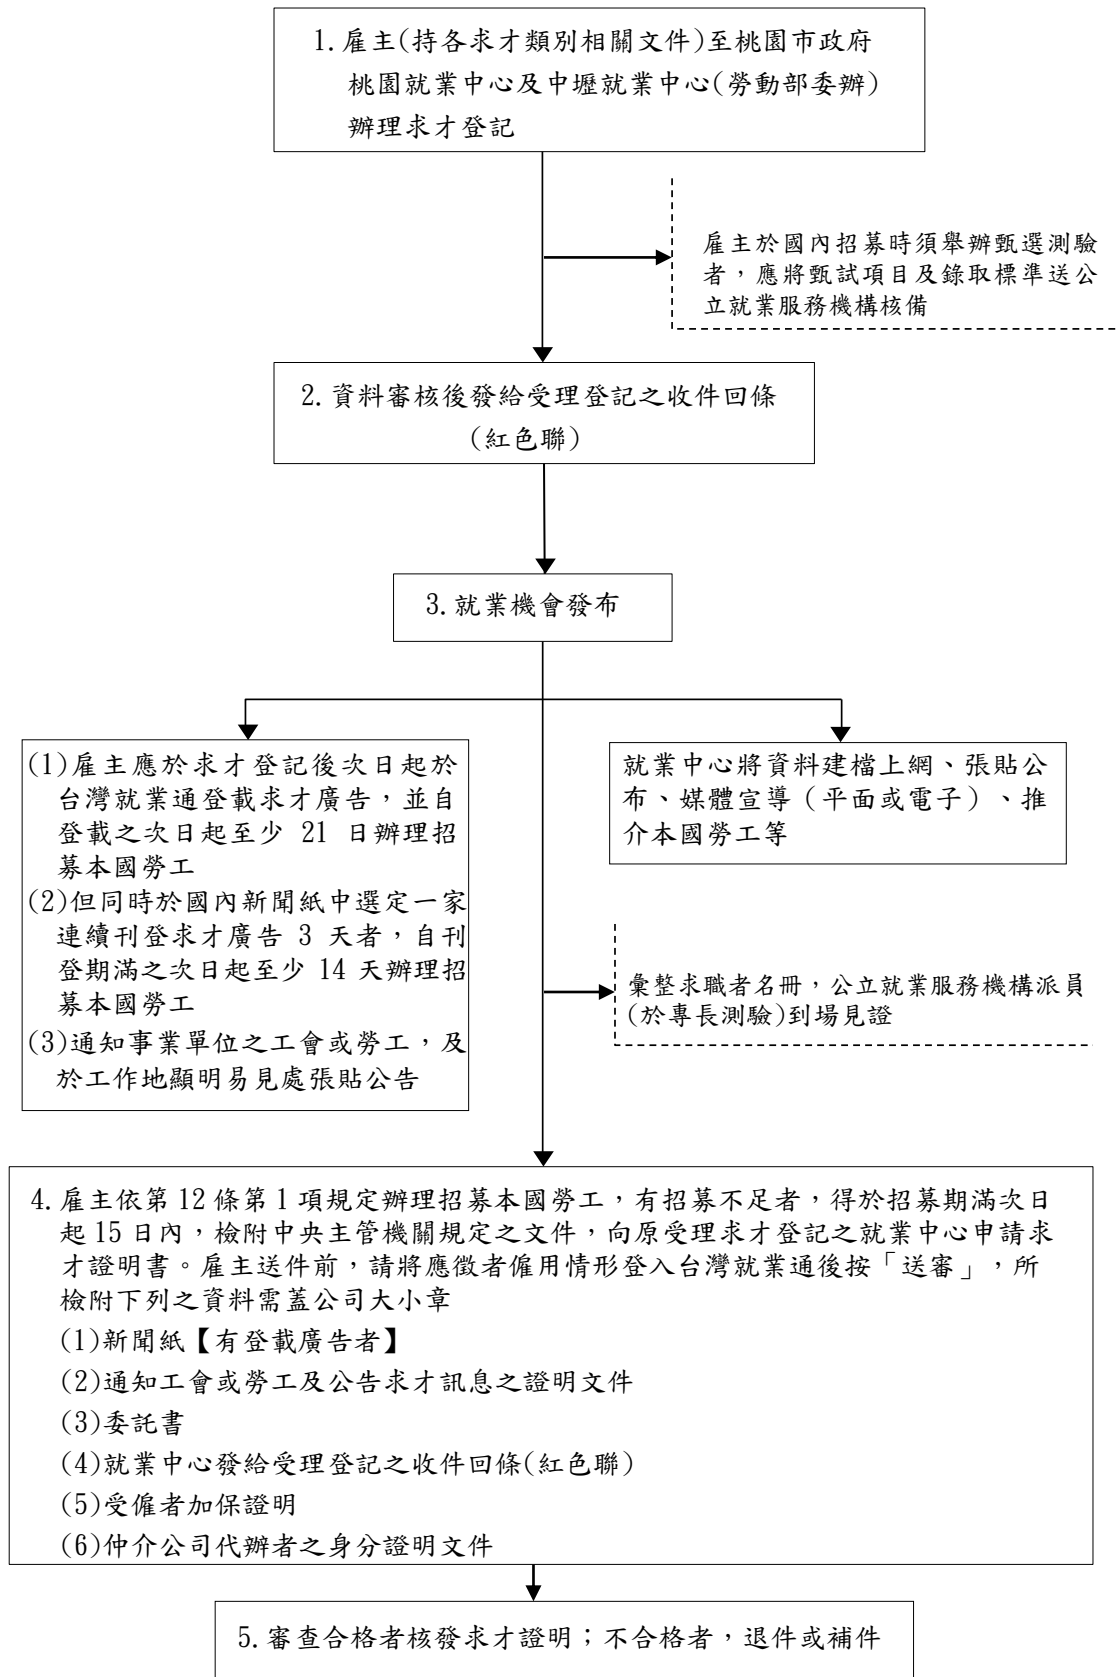 1.雇主(持各求才類別相關文件)至桃園市政府
桃園就業中心及中壢就業中心(勞動部委辦)
辦理求才登記
雇主於國內招募時須舉辦甄選測驗
者，應將甄試項目及錄取標準送公
立就業服務機構核備
2.資料審核後發給受理登記之收件回條
(紅色聯)
3.就業機會發布
(1)雇主應於求才登記後次日起於
台灣就業通登載求才廣告，並自
登載之次日起至少 21 日辦理招
募本國勞工
(2)但同時於國內新聞紙中選定一家
連續刊登求才廣告 3 天者，自刊
登期滿之次日起至少 14 天辦理招
募本國勞工
(3)通知事業單位之工會或勞工，及
於工作地顯明易見處張貼公告
就業中心將資料建檔上網、張貼公
布、媒體宣導（平面或電子）、推
介本國勞工等
彙整求職者名冊，公立就業服務機構派員
(於專長測驗)到場見證
4.雇主依第 12 條第 1 項規定辦理招募本國勞工，有招募不足者，得於招募期滿次日
起 15 日內，檢附中央主管機關規定之文件，向原受理求才登記之就業中心申請求
才證明書。雇主送件前，請將應徵者僱用情形登入台灣就業通後按「送審」，所
檢附下列之資料需蓋公司大小章
(1)新聞紙【有登載廣告者】
(2)通知工會或勞工及公告求才訊息之證明文件
(3)委託書
(4)就業中心發給受理登記之收件回條(紅色聯)
(5)受僱者加保證明
(6)仲介公司代辦者之身分證明文件
5.審查合格者核發求才證明；不合格者，退件或補件